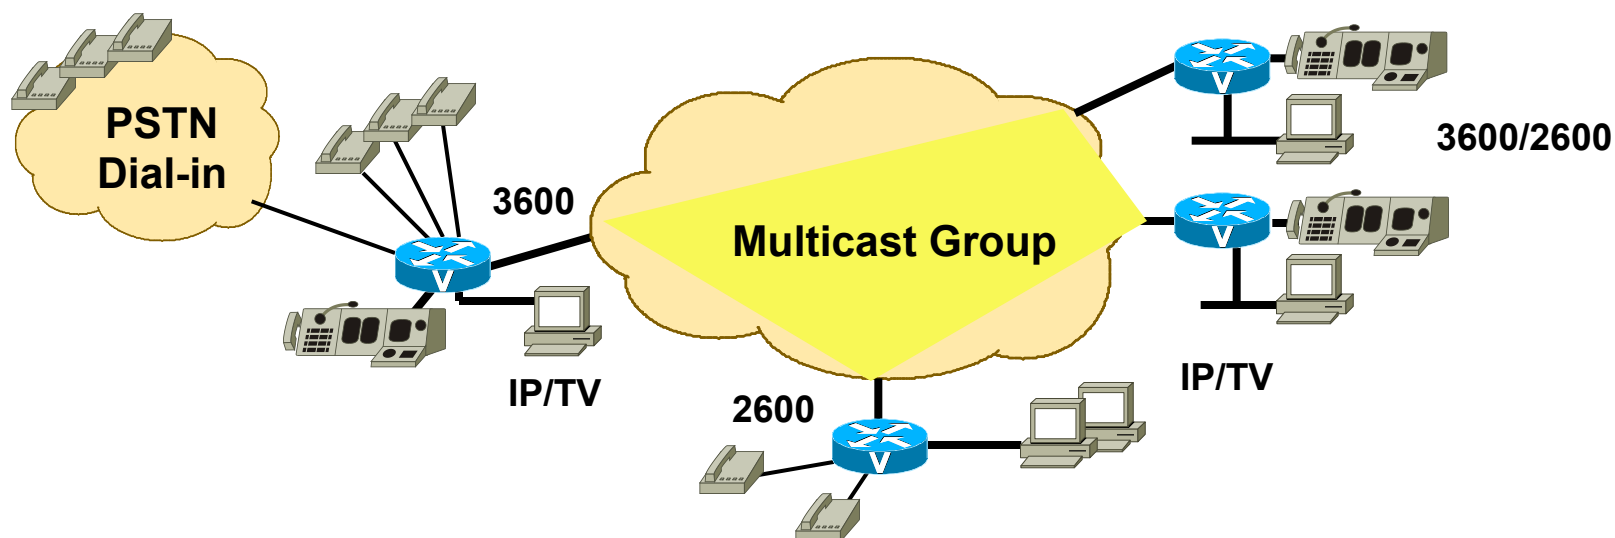 PSTN
Dial-in
3600
Multicast Group
3600/2600
V
V
V
V
IP/TV
IP/TV
2600